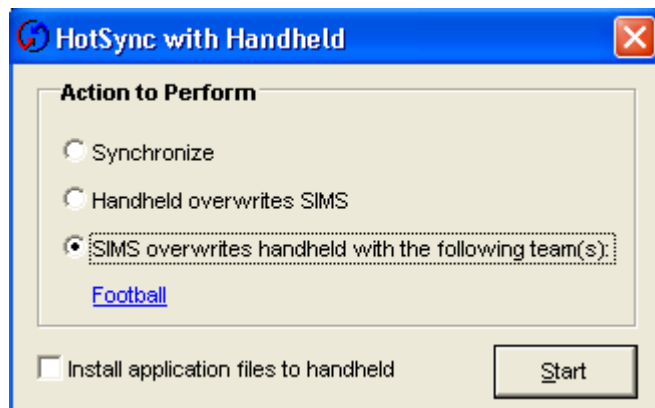 HotSync with Handheld
Action to Perform
Synchronize
Handheld overwrites SIMS
SIMS overwrites handheld with the following team(s):
Football
Install application files to handheld
Start